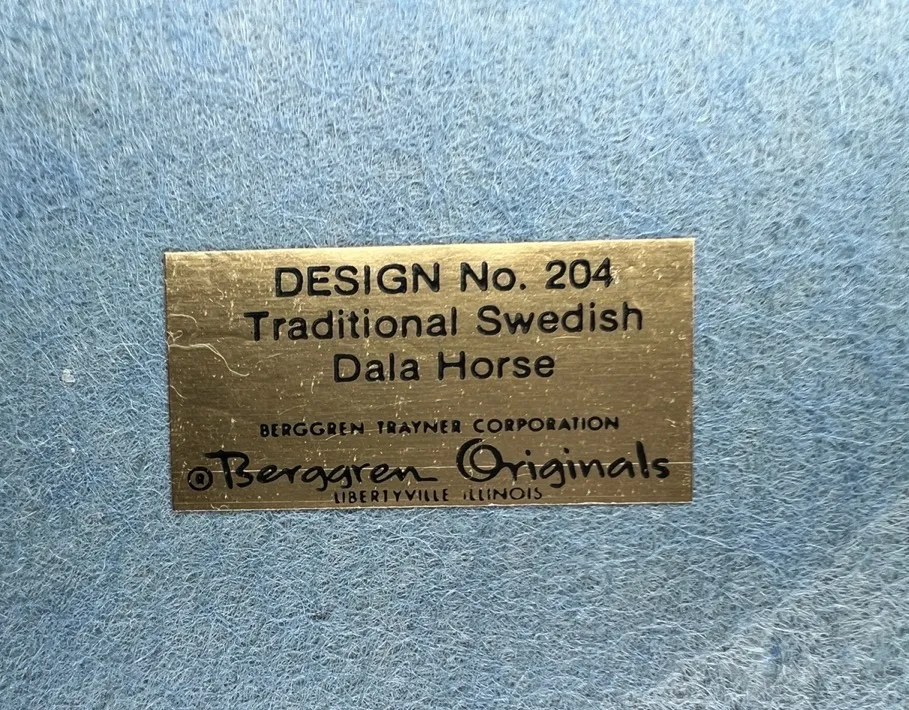 DESIGN No. 204
Traditional Swedish
Dala Horse
BERGGREN TRAYNER CORPORATION
® Berggren Originals
LIBERTYVILLE ILLINOIS